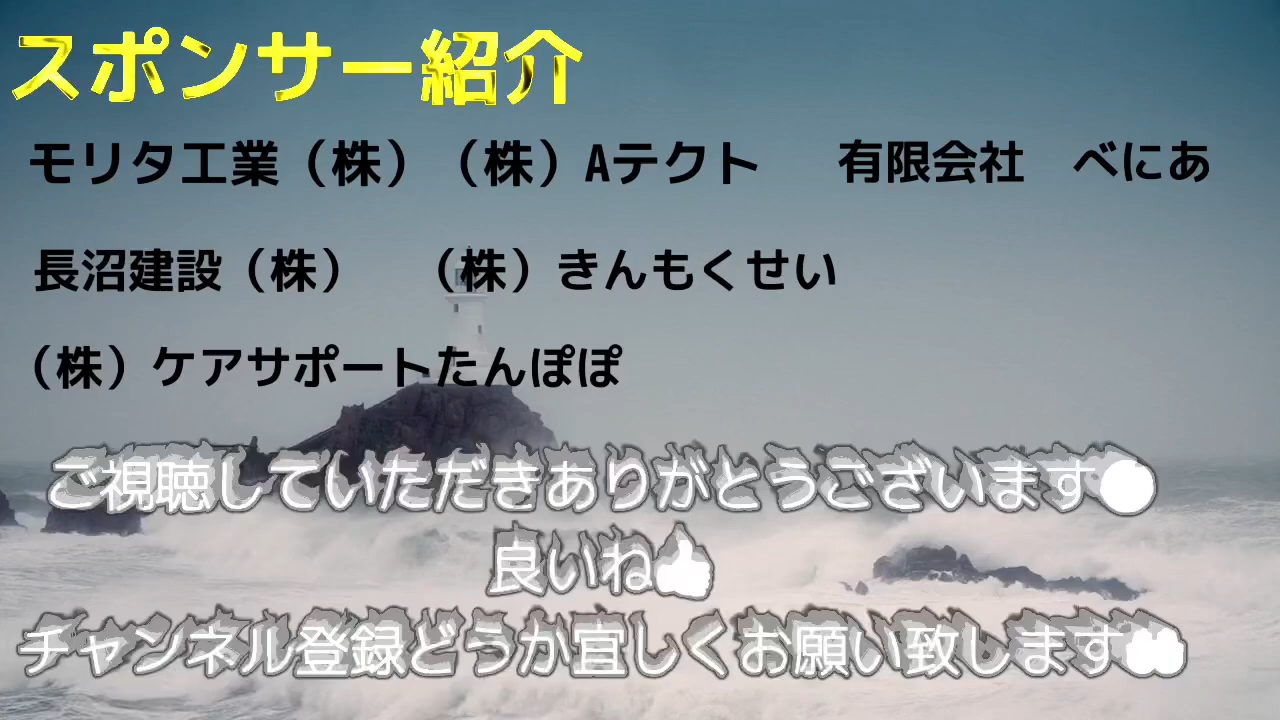 スポンサー紹介
モリタ工業（株）（株）Aテクト　有限会社　べにあ
長沼建設（株）　（株）きんもくせい
（株）ケアサポートたんぽぽ
ご視聴していただきありがとうございます
良いね👍
チャンネル登録どうか宜しくお願い致します